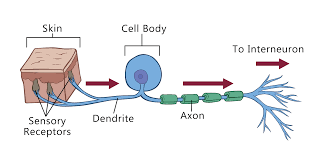 Skin
Cell Body
To Interneuron
Sensory
Receptors
Dendrite
Axon